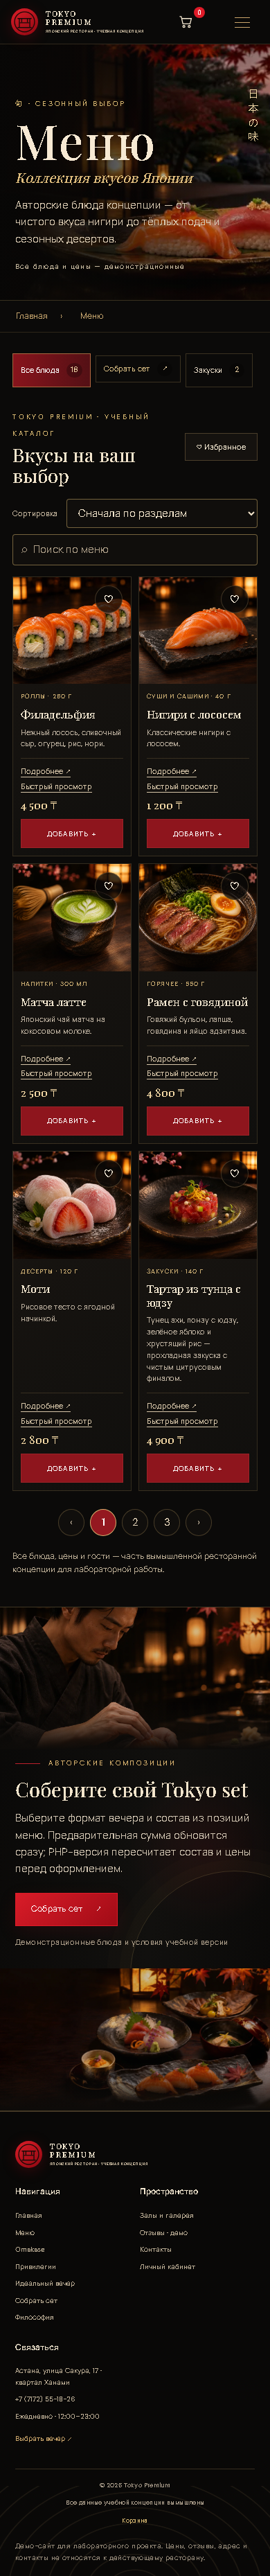 TOKYO
PREMIUM
ЯПОНСКИЙ РЕСТОРАН · УЧЕБНАЯ КОНЦЕПЦИЯ
0
旬 · СЕЗОННЫЙ ВЫБОР
日本の味
Меню
Коллекция вкусов Японии
Авторские блюда концепции — от
чистого вкуса нигири до тёплых подач и
сезонных десертов.
Все блюда и цены — демонстрационные
Главная › Меню
Все блюда 18
Собрать сет ↗
Закуски 2
TOKYO PREMIUM · УЧЕБНЫЙ
КАТАЛОГ
Вкусы на ваш
выбор
♡ Избранное
Сортировка
Сначала по разделам
Поиск по меню
РОЛЛЫ · 280 Г
Филадельфия
Нежный лосось, сливочный
сыр, огурец, рис, нори.
Подробнее ↗
Быстрый просмотр
4 500 ₸
ДОБАВИТЬ +
СУШИ И САШИМИ · 40 Г
Нигири с лососем
Классические нигири с
лососем.
Подробнее ↗
Быстрый просмотр
1 200 ₸
ДОБАВИТЬ +
НАПИТКИ · 300 МЛ
Матча латте
Японский чай матча на
кокосовом молоке.
Подробнее ↗
Быстрый просмотр
2 500 ₸
ДОБАВИТЬ +
ГОРЯЧЕЕ · 550 Г
Рамен с говядиной
Говяжий бульон, лапша,
говядина и яйцо адзитама.
Подробнее ↗
Быстрый просмотр
4 800 ₸
ДОБАВИТЬ +
ДЕСЕРТЫ · 120 Г
Моти
Рисовое тесто с ягодной
начинкой.
Подробнее ↗
Быстрый просмотр
2 800 ₸
ДОБАВИТЬ +
ЗАКУСКИ · 140 Г
Тартар из тунца с
юдзу
Тунец ахи, понзу с юдзу,
зелёное яблоко и
хрустящий рис —
прохладная закуска с
чистым цитрусовым
финалом.
Подробнее ↗
Быстрый просмотр
4 900 ₸
ДОБАВИТЬ +
‹ 1 2 3 ›
Все блюда, цены и гости — часть вымышленной ресторанной
концепции для лабораторной работы.
АВТОРСКИЕ КОМПОЗИЦИИ
Соберите свой Tokyo set
Выберите формат вечера и состав из позиций
меню. Предварительная сумма обновится
сразу; PHP-версия пересчитает состав и цены
перед оформлением.
Собрать сет ↗
Демонстрационные блюда и условия учебной версии
TOKYO
PREMIUM
ЯПОНСКИЙ РЕСТОРАН · УЧЕБНАЯ КОНЦЕПЦИЯ
Навигация
Главная
Меню
Omakase
Привилегии
Идеальный вечер
Собрать сет
Философия
Пространство
Залы и галерея
Отзывы · демо
Контакты
Личный кабинет
Связаться
Астана, улица Сакура, 17 ·
квартал Ханами
+7 (7172) 55-18-26
Ежедневно · 12:00–23:00
Выбрать вечер ↗
© 2026 Tokyo Premium
Все данные учебной концепции вымышлены
Корзина
Демо-сайт для лабораторного проекта. Цены, отзывы, адрес и
контакты не относятся к действующему ресторану.